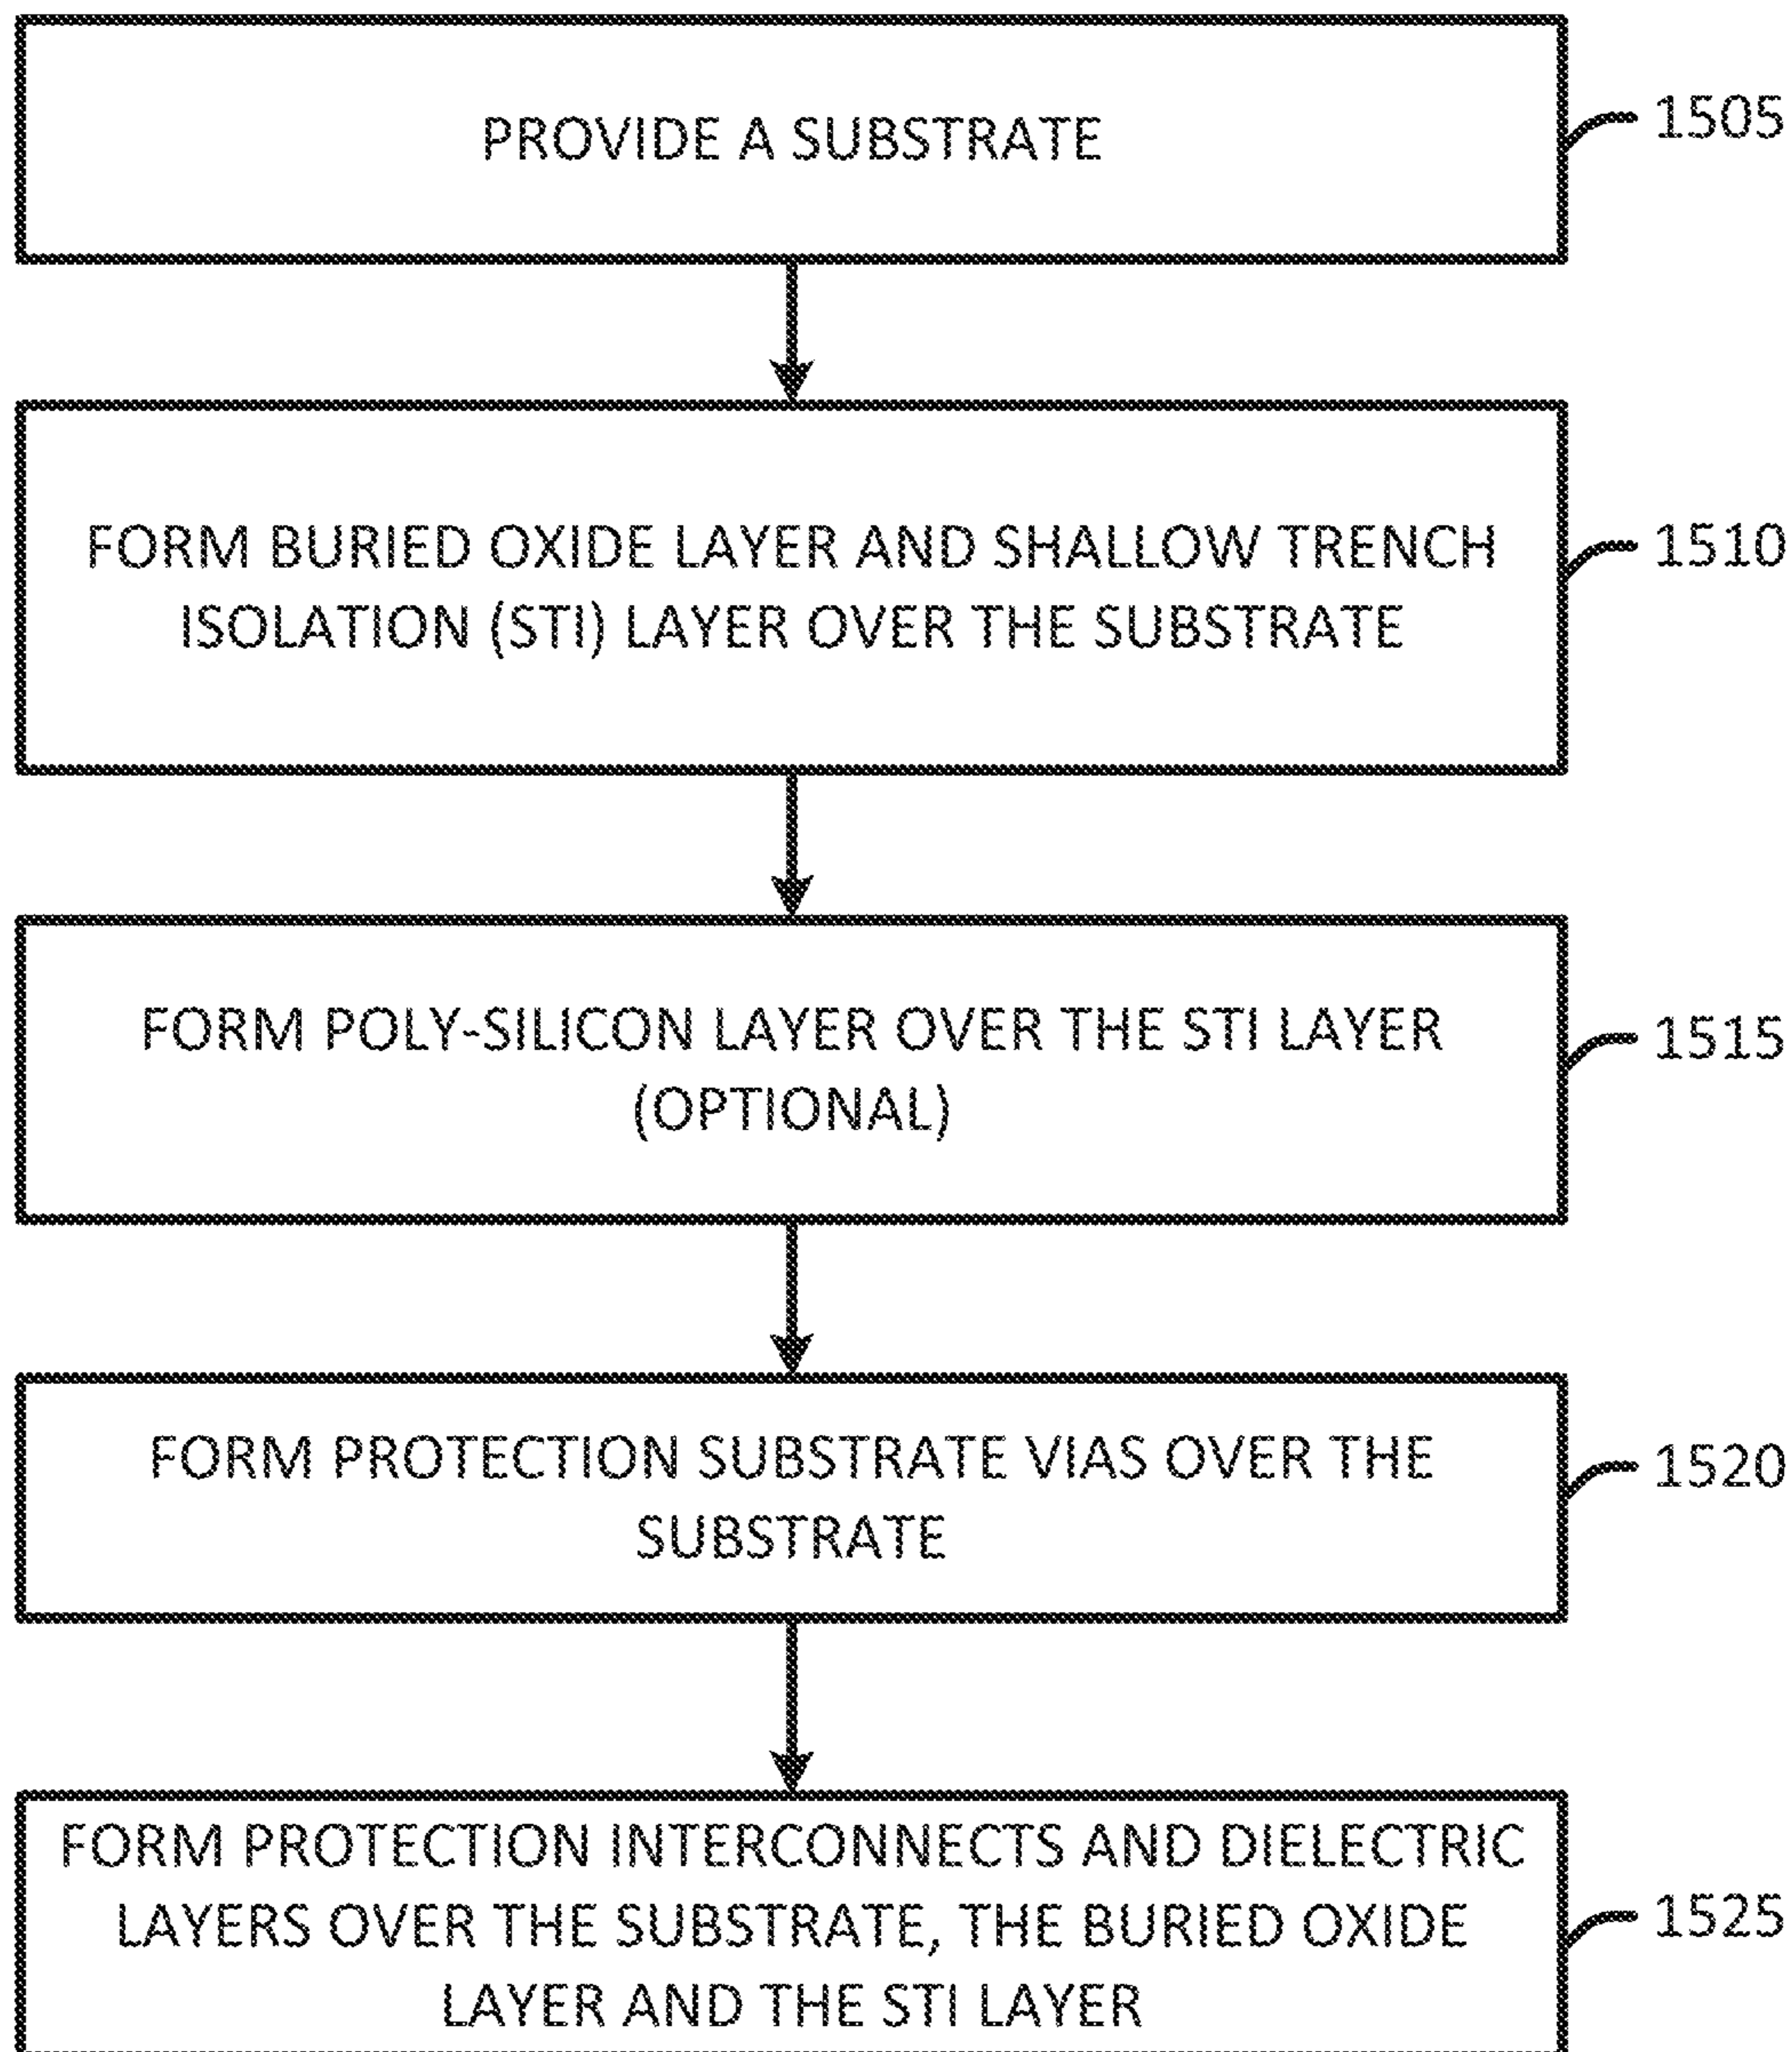 PROVIDE A SUBSTRATE
1505
FORM BURIED OXIDE LAYER AND SHALLOW TRENCH
ISOLATION (STI) LAYER OVER THE SUBSTRATE
1510
FORM POLY-SILICON LAYER OVER THE STI LAYER
(OPTIONAL)
1515
FORM PROTECTION SUBSTRATE VIAS OVER THE
SUBSTRATE
1520
FORM PROTECTION INTERCONNECTS AND DIELECTRIC
LAYERS OVER THE SUBSTRATE, THE BURIED OXIDE
LAYER AND THE STI LAYER
1525